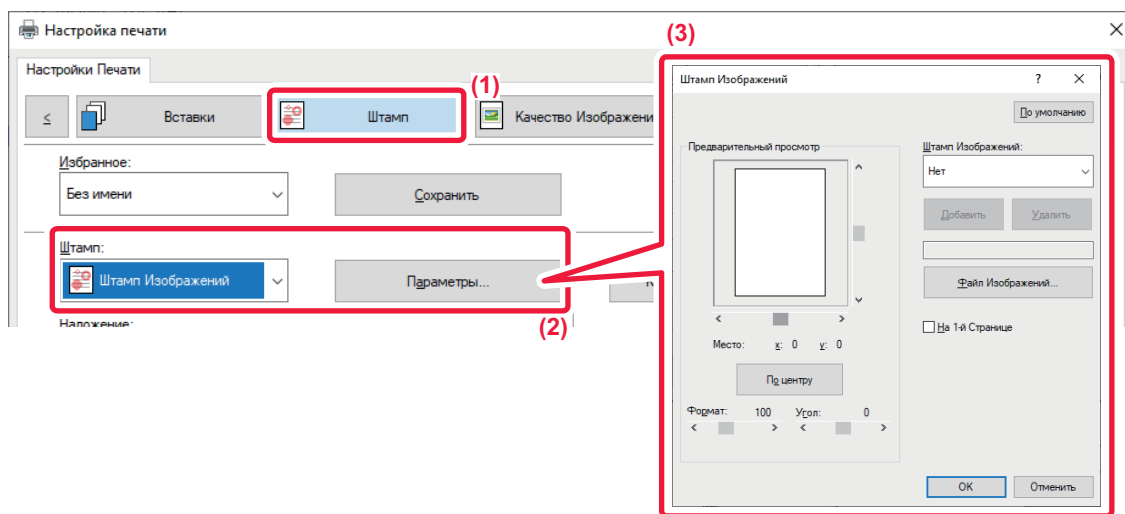 Настройка печати
Настройки Печати
(1)
≤ Вставки Штамп Качество Изображени
Избранное:
Без имени Сохранить
Штамп:
Штамп Изображений Параметры...
(2)
Наложение:
(3)
Штамп Изображений ?
По умолчанию
Предварительный просмотр
Место: x: 0 y: 0
По центру
Формат: 100 Угол: 0
Штамп Изображений:
Нет
Добавить Удалить
Файл Изображений...
На 1-й Странице
OK Отменить